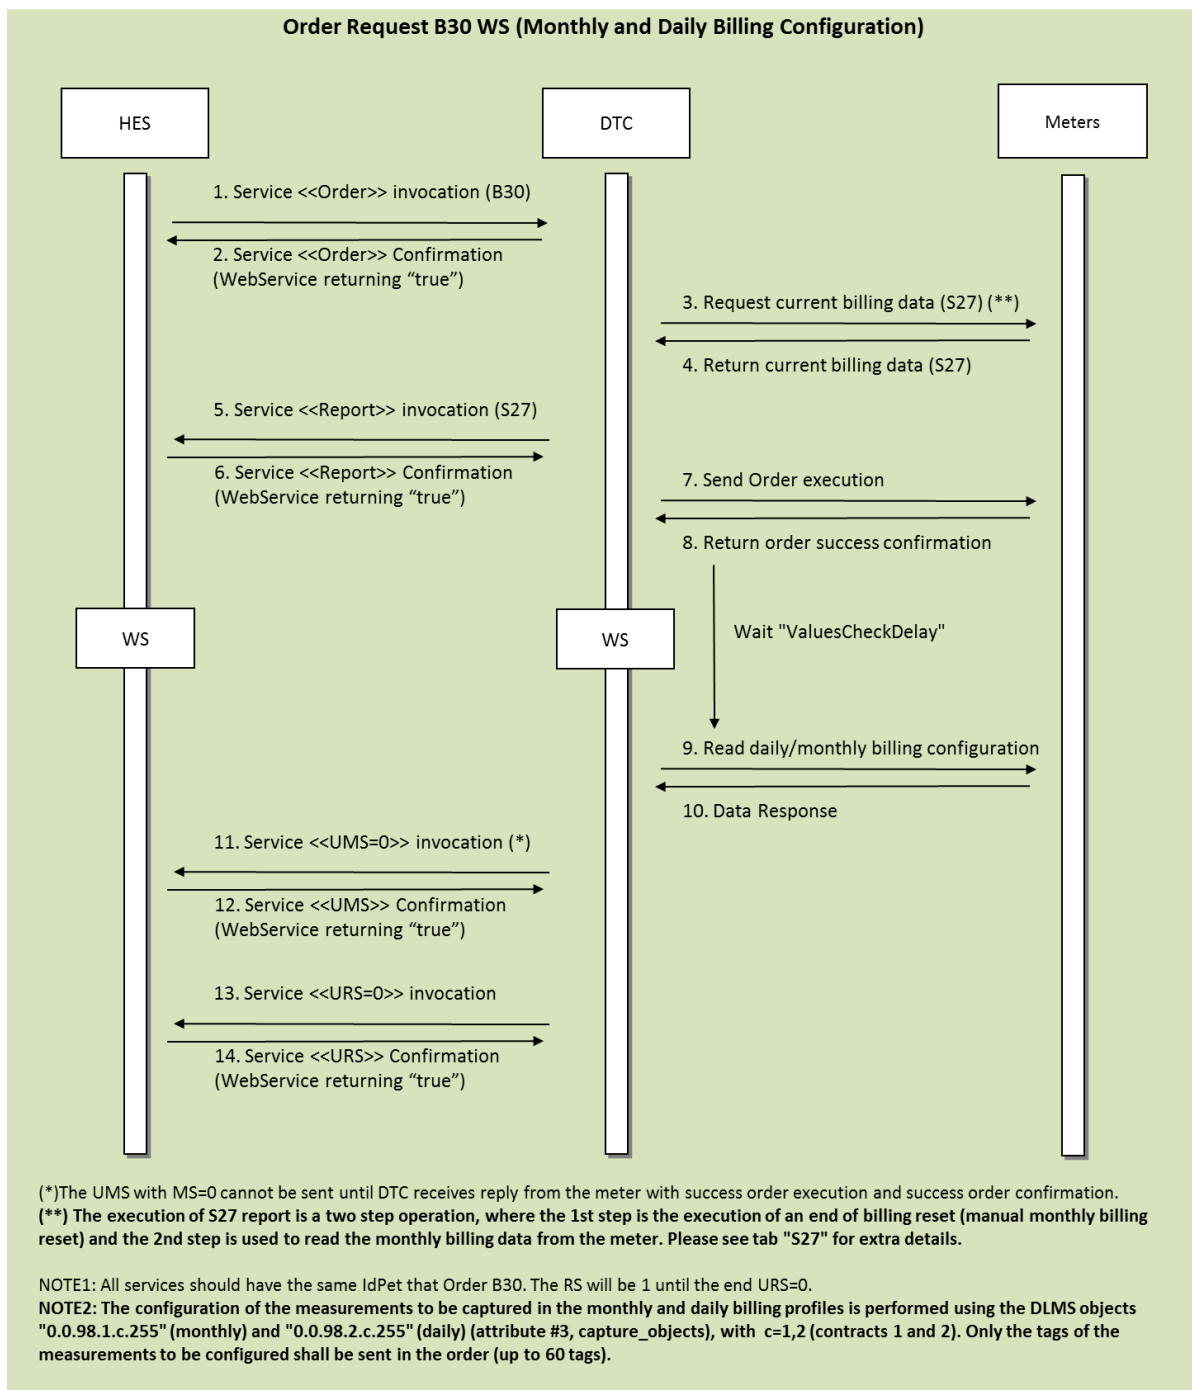 Order Request B30 WS (Monthly and Daily Billing Configuration)
HES
DTC
Meters
1. Service <<Order>> invocation (B30)
2. Service <<Order>> Confirmation
(WebService returning “true”)
3. Request current billing data (S27) (**)
4. Return current billing data (S27)
5. Service <<Report>> invocation (S27)
6. Service <<Report>> Confirmation
(WebService returning “true”)
7. Send Order execution
8. Return order success confirmation
WS
WS
Wait "ValuesCheckDelay"
9. Read daily/monthly billing configuration
10. Data Response
11. Service <<UMS=0>> invocation (*)
12. Service <<UMS>> Confirmation
(WebService returning “true”)
13. Service <<URS=0>> invocation
14. Service <<URS>> Confirmation
(WebService returning “true”)
(*)The UMS with MS=0 cannot be sent until DTC receives reply from the meter with success order execution and success order confirmation.
(**) The execution of S27 report is a two step operation, where the 1st step is the execution of an end of billing reset (manual monthly billing
reset) and the 2nd step is used to read the monthly billing data from the meter. Please see tab "S27" for extra details.
NOTE1: All services should have the same IdPet that Order B30. The RS will be 1 until the end URS=0.
NOTE2: The configuration of the measurements to be captured in the monthly and daily billing profiles is performed using the DLMS objects
"0.0.98.1.c.255" (monthly) and "0.0.98.2.c.255" (daily) (attribute #3, capture_objects), with c=1,2 (contracts 1 and 2). Only the tags of the
measurements to be configured shall be sent in the order (up to 60 tags).